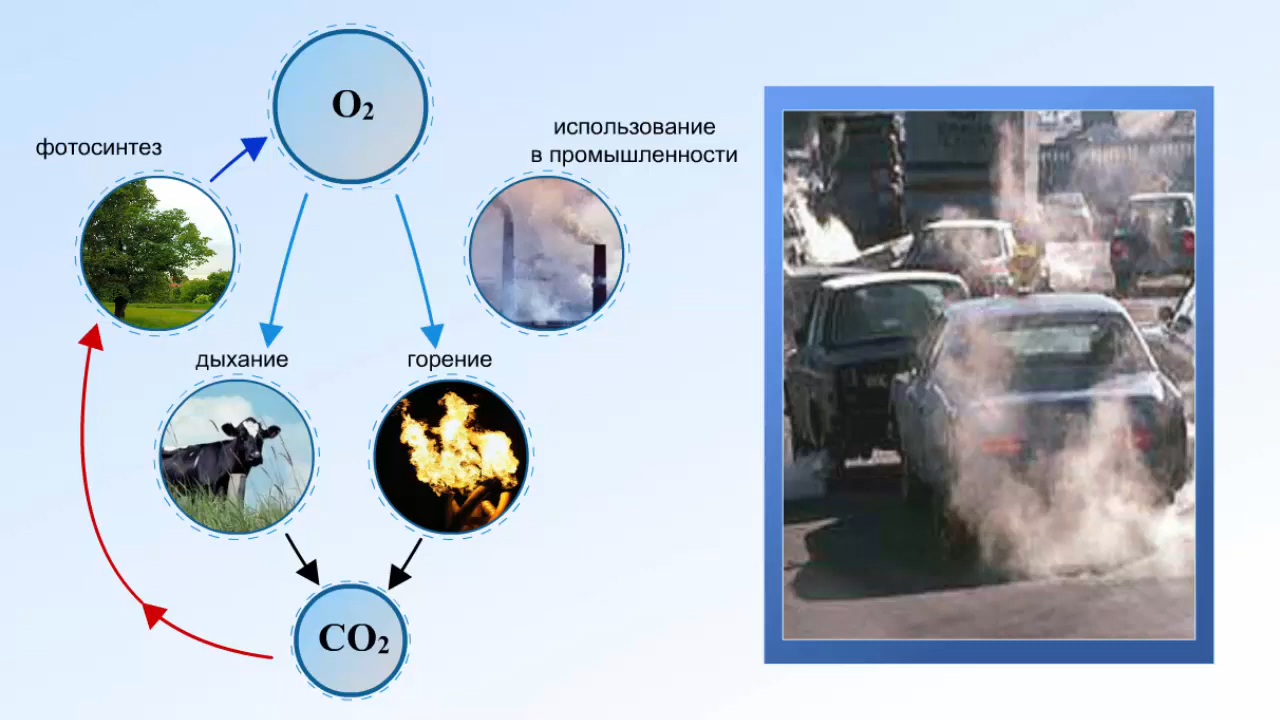 O₂
фотосинтез
использование
в промышленности
дыхание
горение
CO₂